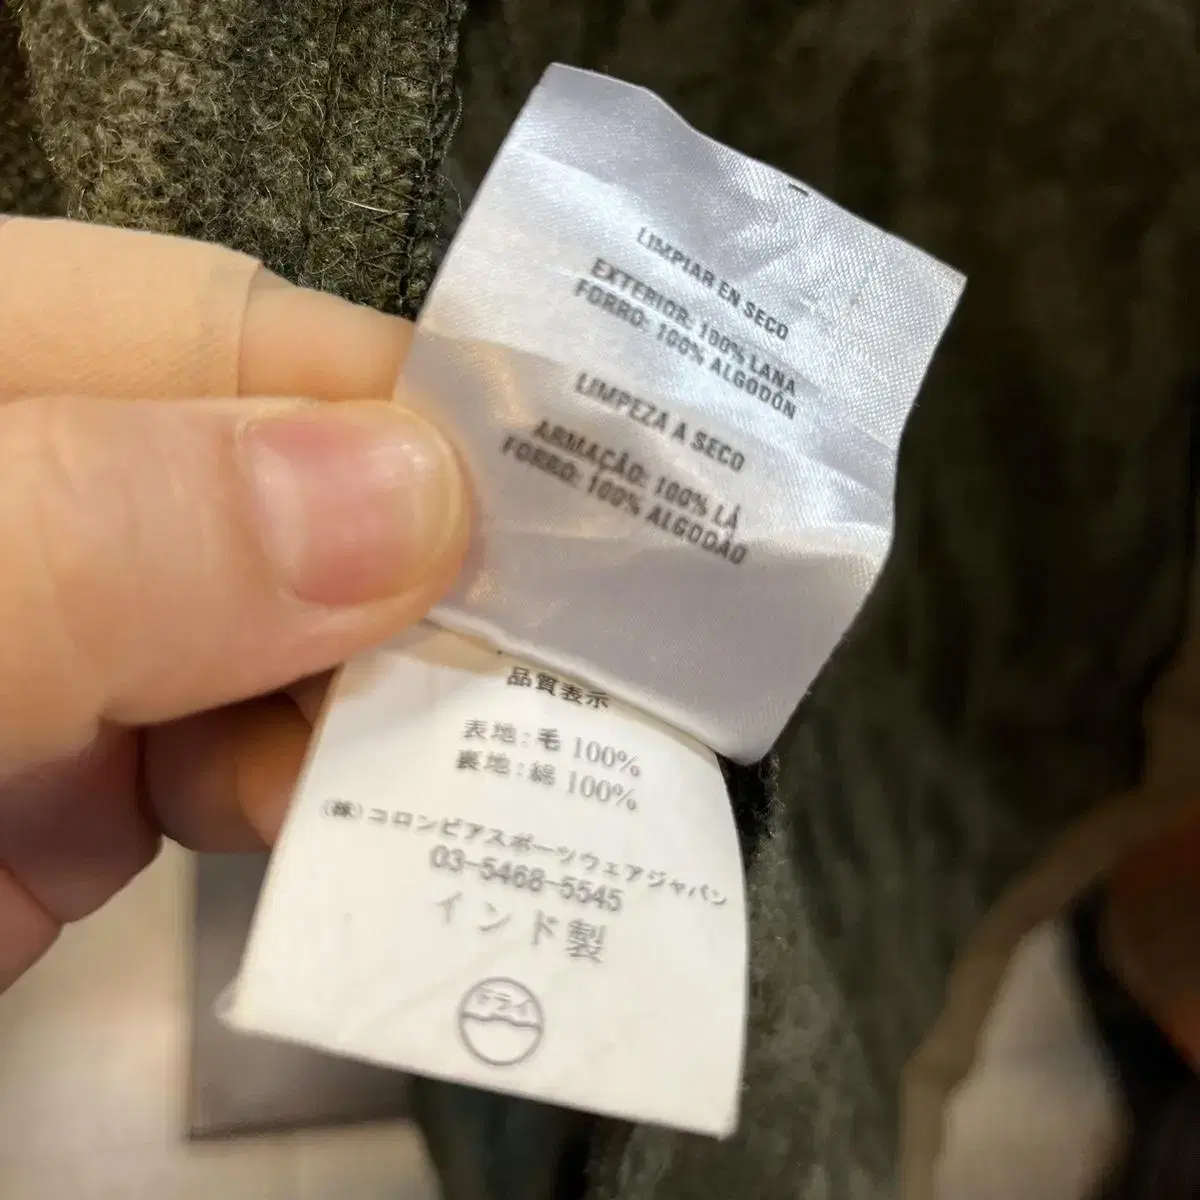 LIMPIAR EN SECO
EXTERIOR: 100% LANA
FORRO: 100% ALGODÓN
LIMPEZA A SECO
ARMAÇÃO: 100% LÃ
FORRO: 100% ALGODÃO
品質表示
表地:毛 100%
裏地:綿 100%
(株)コロンビアスポーツウェアジャパン
03-5468-5545
インド製
ドライ